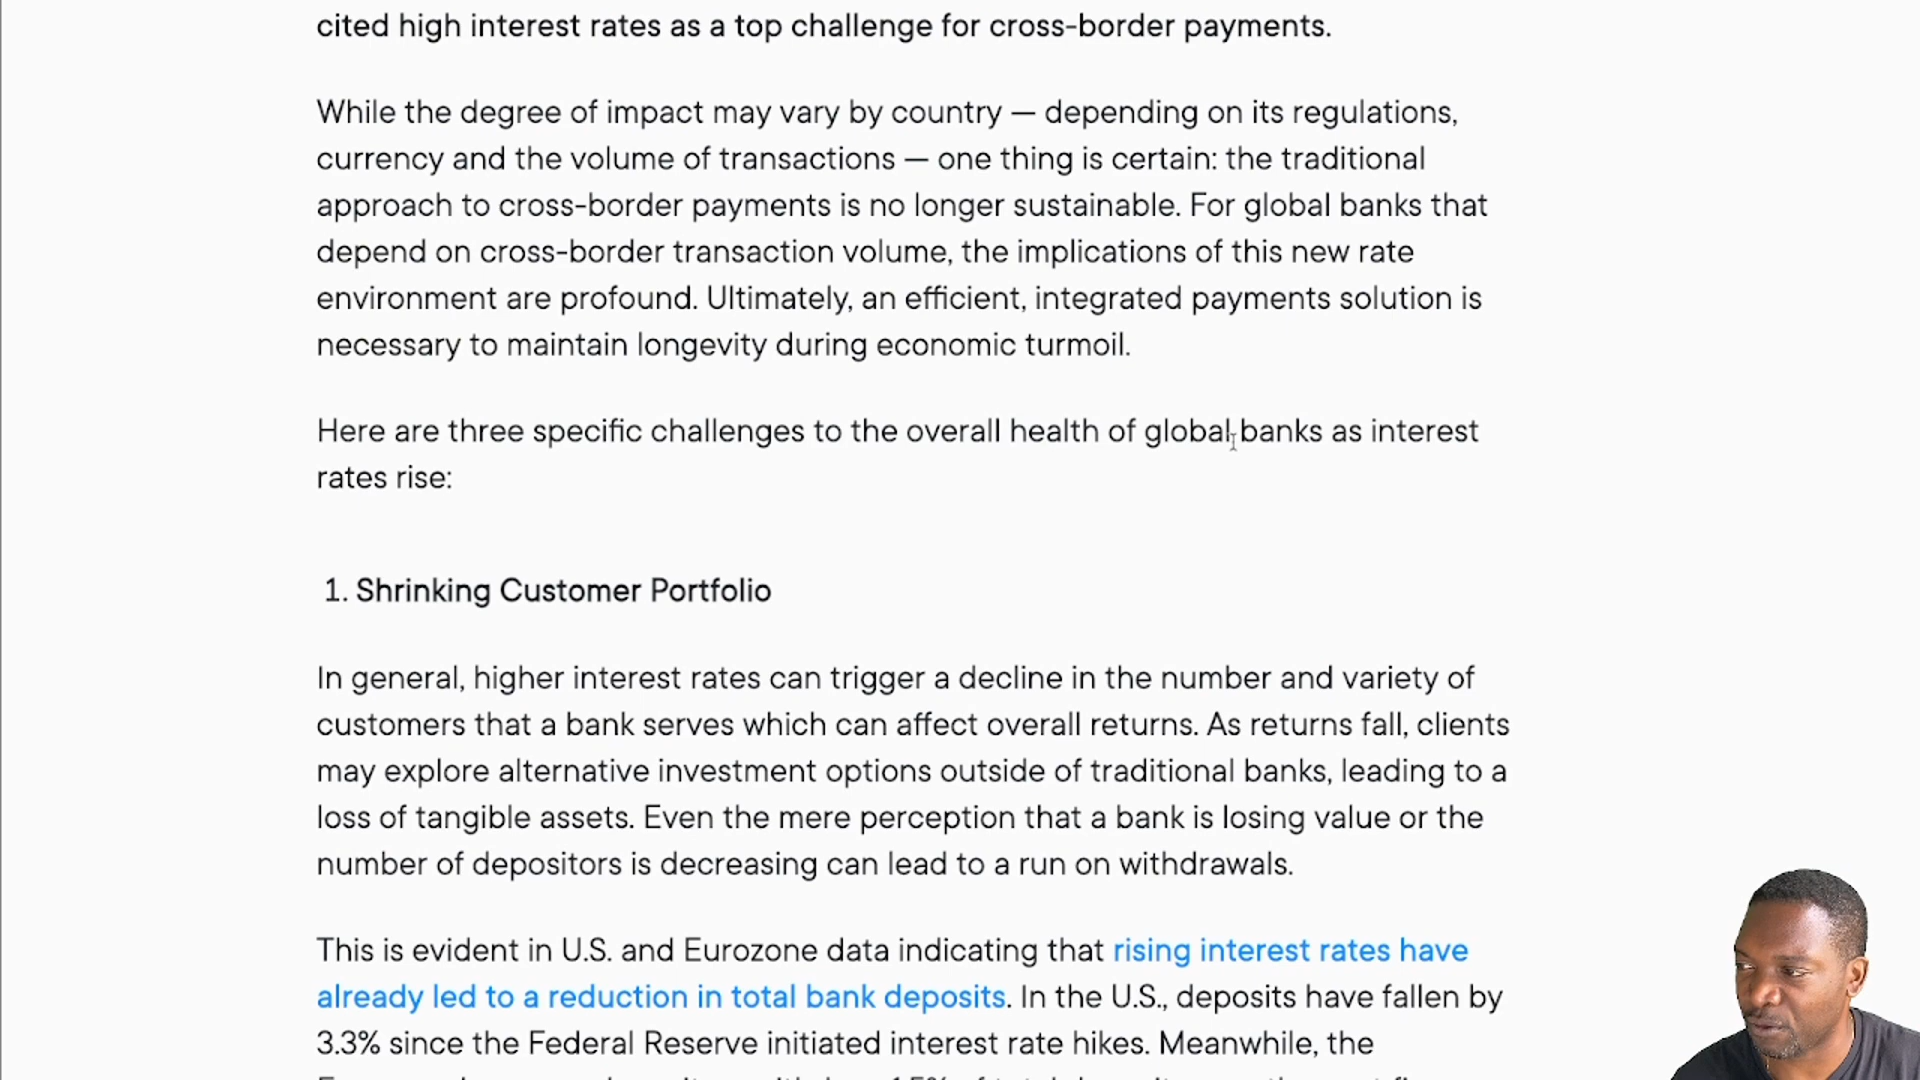 cited high interest rates as a top challenge for cross-border payments.
While the degree of impact may vary by country — depending on its regulations,
currency and the volume of transactions — one thing is certain: the traditional
approach to cross-border payments is no longer sustainable. For global banks that
depend on cross-border transaction volume, the implications of this new rate
environment are profound. Ultimately, an efficient, integrated payments solution is
necessary to maintain longevity during economic turmoil.
Here are three specific challenges to the overall health of global banks as interest
rates rise:
1. Shrinking Customer Portfolio
In general, higher interest rates can trigger a decline in the number and variety of
customers that a bank serves which can affect overall returns. As returns fall, clients
may explore alternative investment options outside of traditional banks, leading to a
loss of tangible assets. Even the mere perception that a bank is losing value or the
number of depositors is decreasing can lead to a run on withdrawals.
This is evident in U.S. and Eurozone data indicating that rising interest rates have
already led to a reduction in total bank deposits. In the U.S., deposits have fallen by
3.3% since the Federal Reserve initiated interest rate hikes. Meanwhile, the